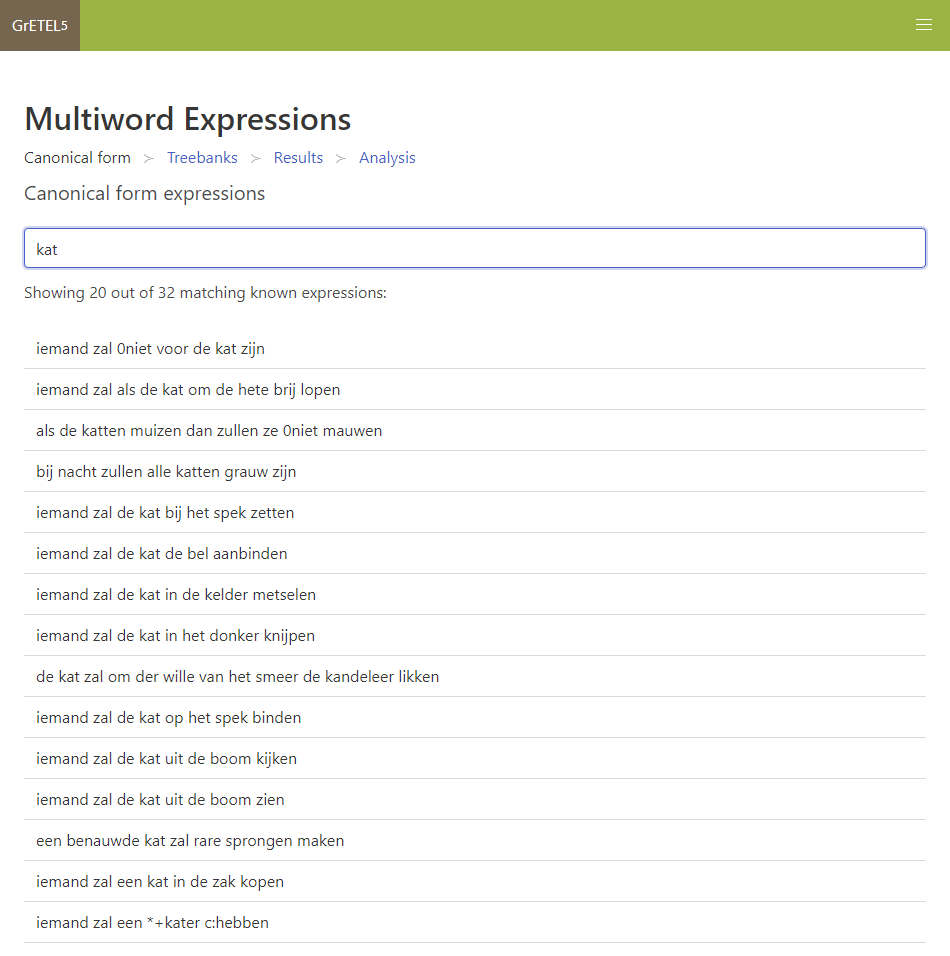 GrETEL5
Multiword Expressions
Canonical form ≻ Treebanks ≻ Results ≻ Analysis
Canonical form expressions
kat
Showing 20 out of 32 matching known expressions:
iemand zal 0niet voor de kat zijn
iemand zal als de kat om de hete brij lopen
als de katten muizen dan zullen ze 0niet mauwen
bij nacht zullen alle katten grauw zijn
iemand zal de kat bij het spek zetten
iemand zal de kat de bel aanbinden
iemand zal de kat in de kelder metselen
iemand zal de kat in het donker knijpen
de kat zal om der wille van het smeer de kandeleer likken
iemand zal de kat op het spek binden
iemand zal de kat uit de boom kijken
iemand zal de kat uit de boom zien
een benauwde kat zal rare sprongen maken
iemand zal een kat in de zak kopen
iemand zal een *+kater c:hebben